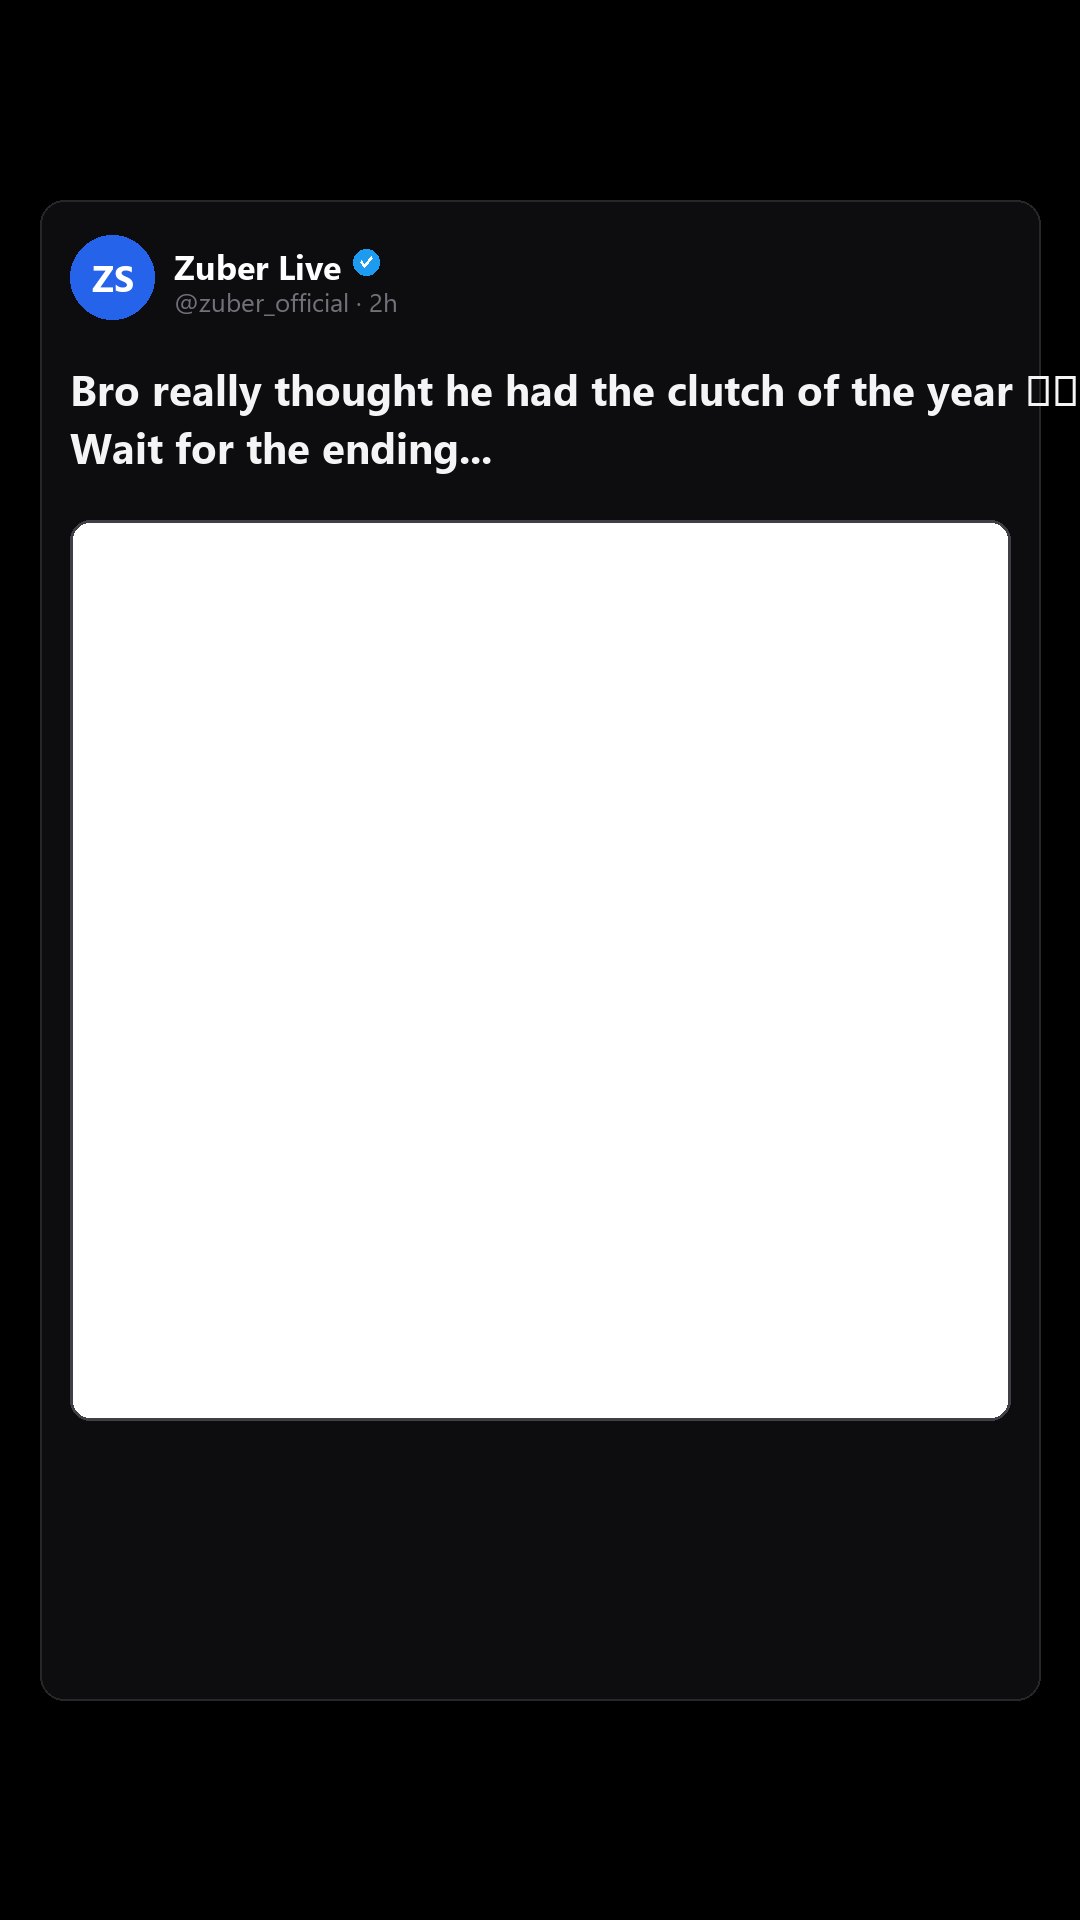 ZS
Zuber Live
@zuber_official · 2h
Bro really thought he had the clutch of the year
Wait for the ending...